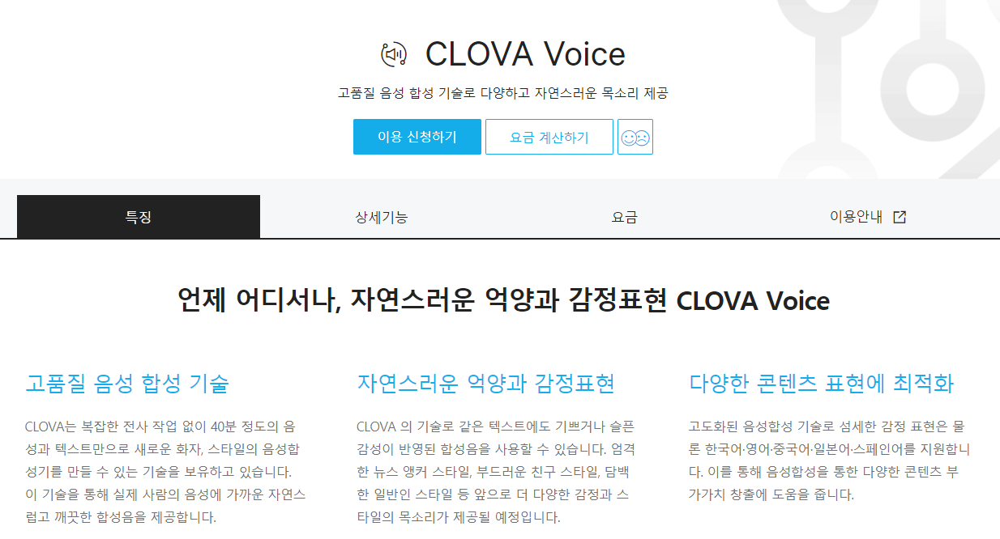 CLOVA Voice
고품질 음성 합성 기술로 다양하고 자연스러운 목소리 제공
이용 신청하기
요금 계산하기
특징
상세기능
요금
이용안내
언제 어디서나, 자연스러운 억양과 감정표현 CLOVA Voice
고품질 음성 합성 기술
CLOVA는 복잡한 전사 작업 없이 40분 정도의 음
성과 텍스트만으로 새로운 화자, 스타일의 음성합
성기를 만들 수 있는 기술을 보유하고 있습니다.
이 기술을 통해 실제 사람의 음성에 가까운 자연스
럽고 깨끗한 합성음을 제공합니다.
자연스러운 억양과 감정표현
CLOVA 의 기술로 같은 텍스트에도 기쁘거나 슬픈
감성이 반영된 합성음을 사용할 수 있습니다. 엄격
한 뉴스 앵커 스타일, 부드러운 친구 스타일, 담백
한 일반인 스타일 등 앞으로 더 다양한 감정과 스
타일의 목소리가 제공될 예정입니다.
다양한 콘텐츠 표현에 최적화
고도화된 음성합성 기술로 섬세한 감정 표현은 물
론 한국어·영어·중국어·일본어·스페인어를 지원합니
다. 이를 통해 음성합성을 통한 다양한 콘텐츠 부
가가치 창출에 도움을 줍니다.